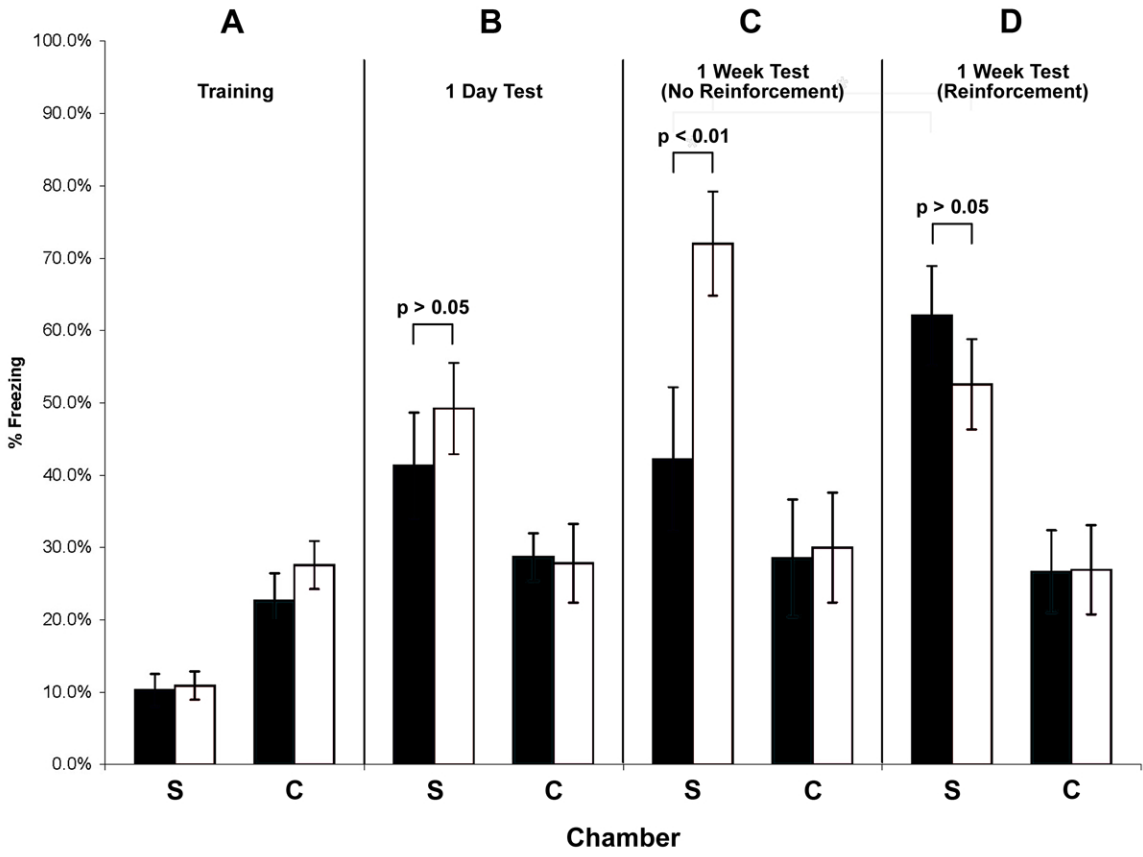 A
B
C
D
100.0%
90.0%
80.0%
70.0%
60.0%
50.0%
40.0%
30.0%
20.0%
10.0%
0.0%
% Freezing
Training
1 Day Test
1 Week Test
(No Reinforcement)
1 Week Test
(Reinforcement)
p > 0.05
p < 0.01
p > 0.05
S
C
S
C
S
C
S
C
Chamber